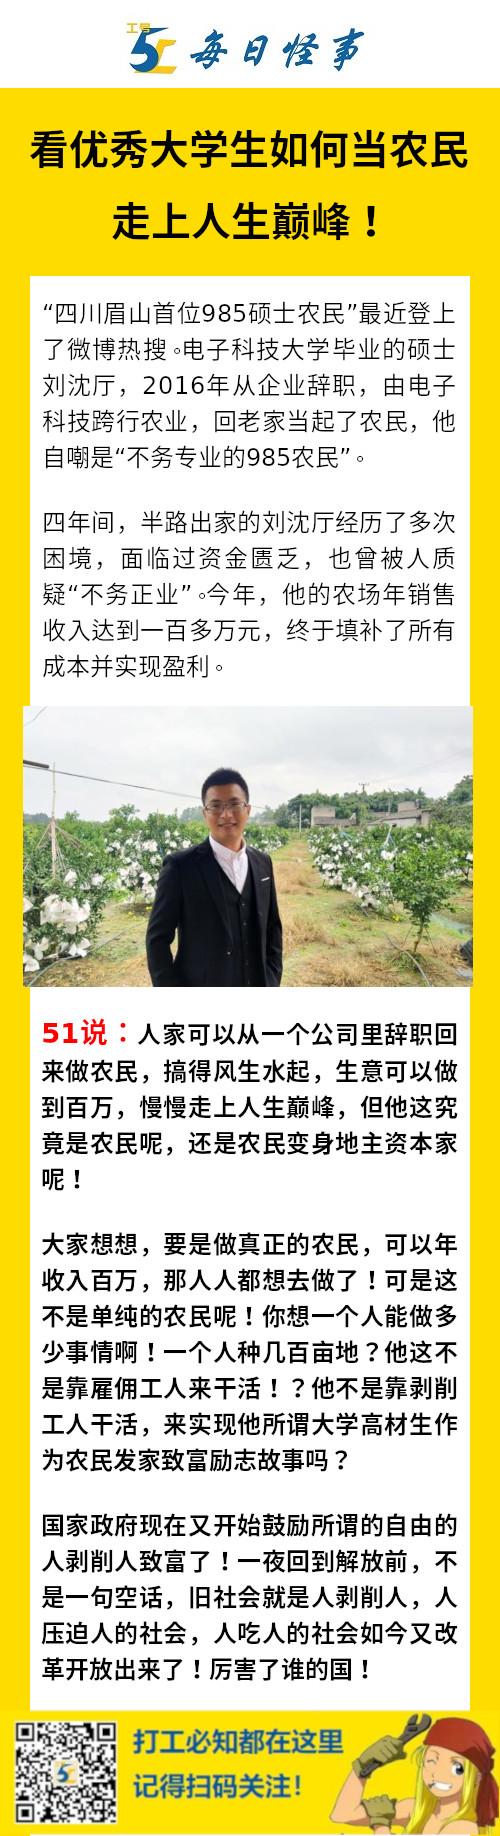 工号
51
每日怪事
看优秀大学生如何当农民
走上人生巅峰！
“四川眉山首位985硕士农民”最近登上
了微博热搜。电子科技大学毕业的硕士
刘沈厅，2016年从企业辞职，由电子
科技跨行农业，回老家当起了农民，他
自嘲是“不务专业的985农民”。
四年间，半路出家的刘沈厅经历了多次
困境，面临过资金匮乏，也曾被人质
疑“不务正业”。今年，他的农场年销售
收入达到一百多万元，终于填补了所有
成本并实现盈利。
51说：人家可以从一个公司里辞职回
来做农民，搞得风生水起，生意可以做
到百万，慢慢走上人生巅峰，但他这究
竟是农民呢，还是农民变身地主资本家
呢！
大家想想，要是做真正的农民，可以年
收入百万，那人人都想去做了！可是这
不是单纯的农民呢！你想一个人能做多
少事情啊！一个人种几百亩地？他这不
是靠雇佣工人来干活！？他不是靠剥削
工人干活，来实现他所谓大学高材生作
为农民发家致富励志故事吗？
国家政府现在又开始鼓励所谓的自由的
人剥削人致富了！一夜回到解放前，不
是一句空话，旧社会就是人剥削人，人
压迫人的社会，人吃人的社会如今又改
革开放出来了！厉害了谁的国！
打工必知都在这里
记得扫码关注！